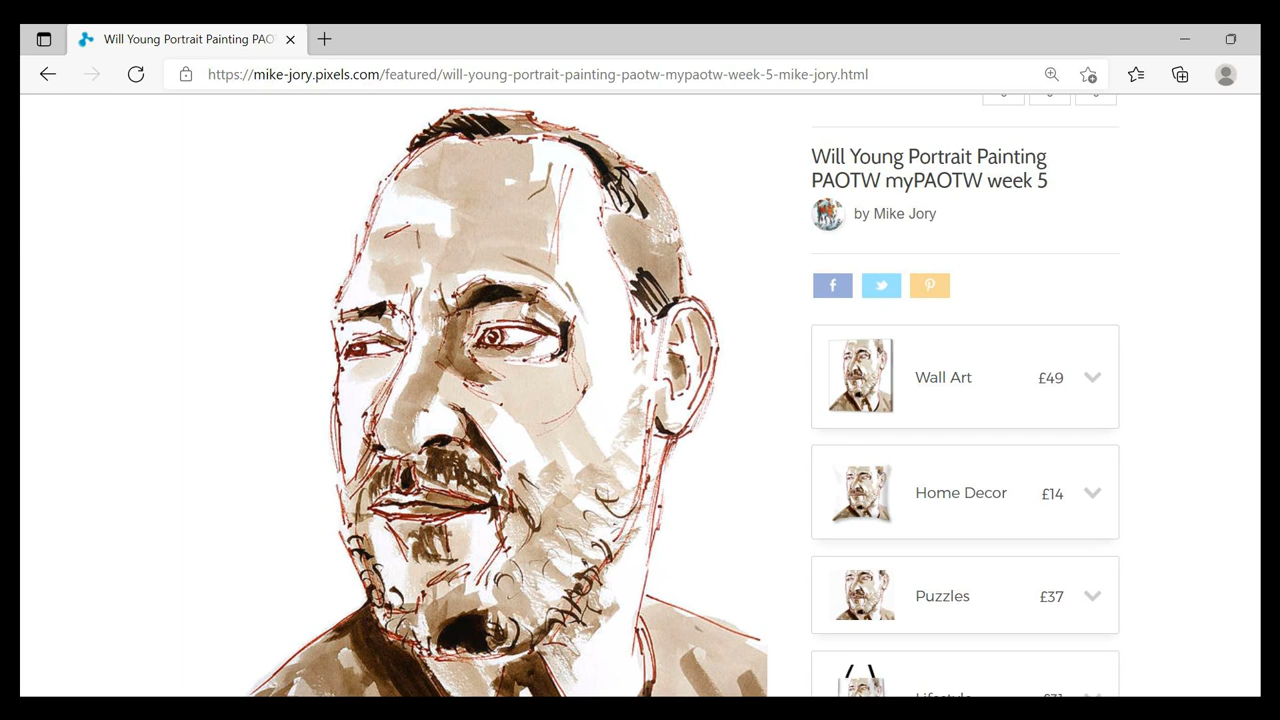 Will Young Portrait Painting PAO
https://mike-jory.pixels.com/featured/will-young-portrait-painting-paotw-mypaotw-week-5-mike-jory.html
Will Young Portrait Painting
PAOTW myPAOTW week 5
by Mike Jory
Wall Art £49
Home Decor £14
Puzzles £37
Lifestyle £31